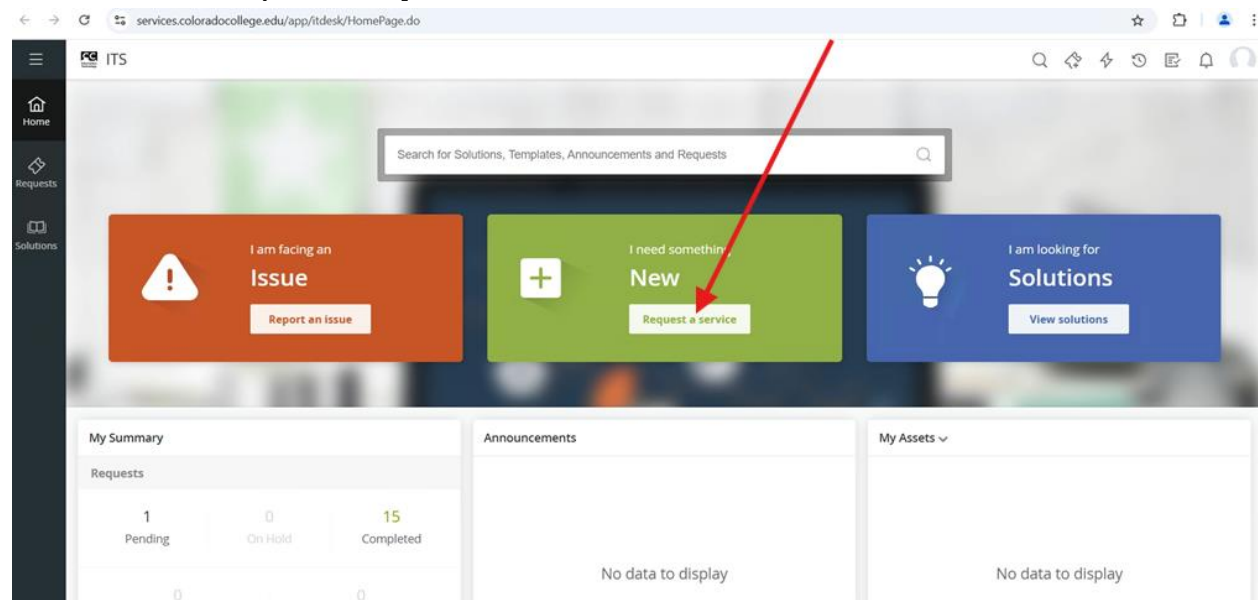 services.coloradocollege.edu/app/itdesk/HomePage.do
ITS
Home
Requests
Solutions
Search for Solutions, Templates, Announcements and Requests
I am facing an
Issue
Report an issue
I need something
New
Request a service
I am looking for
Solutions
View solutions
My Summary
Requests
1
Pending
0
On Hold
15
Completed
0
0
Announcements
No data to display
My Assets
No data to display